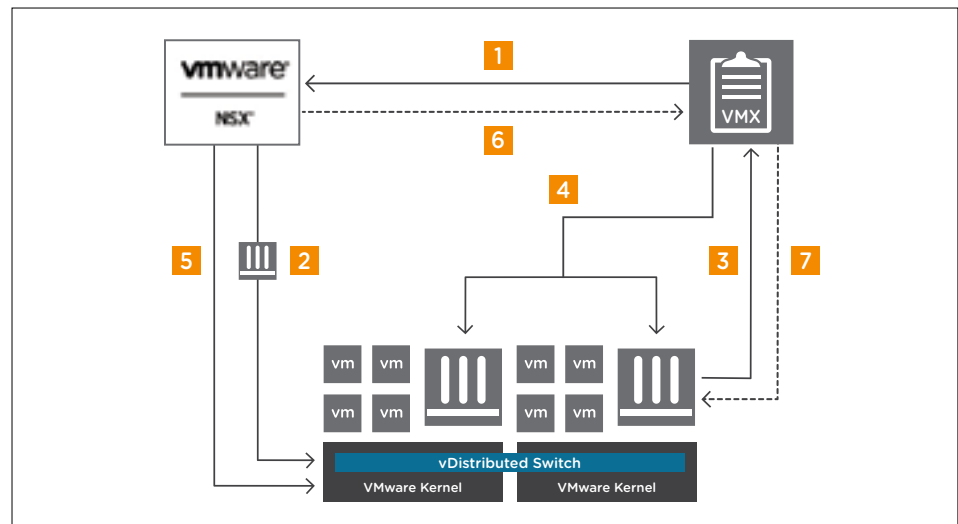 vmware®
NSX™
1
VMX
6
4
5
2
3
7
vm vm vm vm
vm vm vm vm
vDistributed Switch
VMware Kernel VMware Kernel